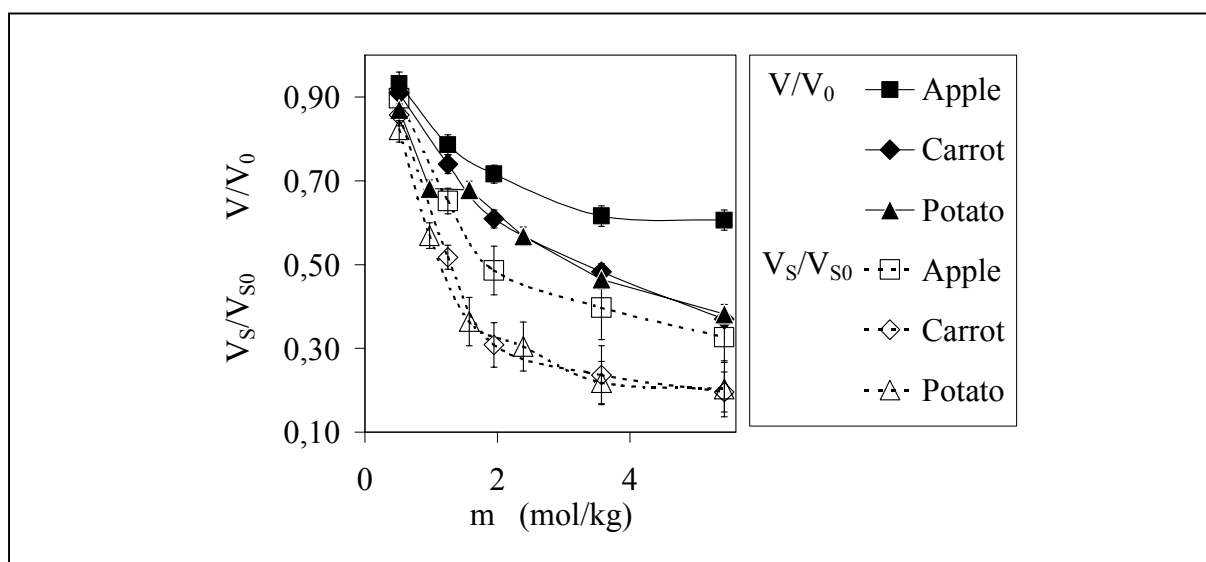 V/V0
VS/VS0
0,90
0,70
0,50
0,30
0,10
0 2 4
m (mol/kg)
V/V0
Apple
Carrot
Potato
VS/VS0
Apple
Carrot
Potato